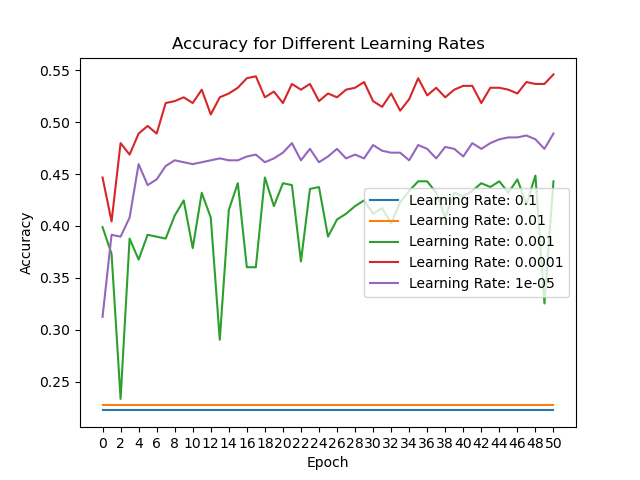 Accuracy for Different Learning Rates
Accuracy
0.55
0.50
0.45
0.40
0.35
0.30
0.25
Learning Rate: 0.1
Learning Rate: 0.01
Learning Rate: 0.001
Learning Rate: 0.0001
Learning Rate: 1e-05
0 2 4 6 8 10 12 14 16 18 20 22 24 26 28 30 32 34 36 38 40 42 44 46 48 50
Epoch